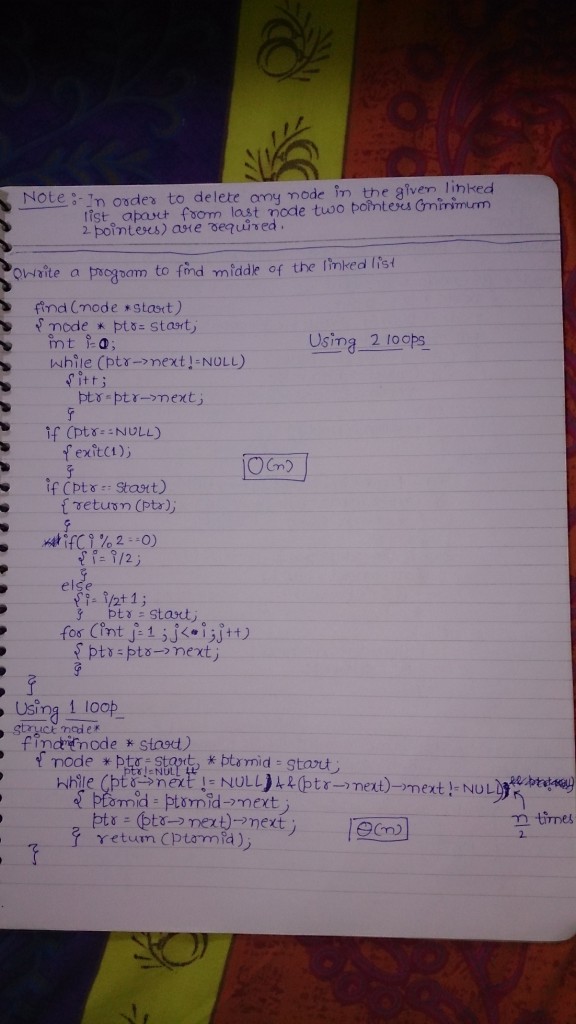 Note :- In order to delete any node in the given linked
list apart from last node two pointers (minimum
2 pointers) are required.
Q Write a program to find middle of the linked list
find (node *start)
{ node * ptr = start;
int i=0;
Using 2 loops
while (ptr->next != NULL)
{ i++;
ptr = ptr->next;
}
if (ptr == NULL)
{ exit(1);
}
O(n)
if (ptr == start)
{ return (ptr);
}
if (i%2 == 0)
{ i = i/2;
}
else
{ i = i/2+1;
} ptr = start;
for (int j=1; j< i; j++)
{ ptr = ptr->next;
}
}
Using 1 loop
struct node*
find (node * start)
{ node * ptr = start, * ptrmid = start;
ptr != NULL &&
while (ptr->next != NULL) && (ptr->next)->next != NULL)
{ ptrmid = ptrmid->next;
ptr = (ptr->next)->next;
n/2 times
} return (ptrmid);
Θ(n)
}